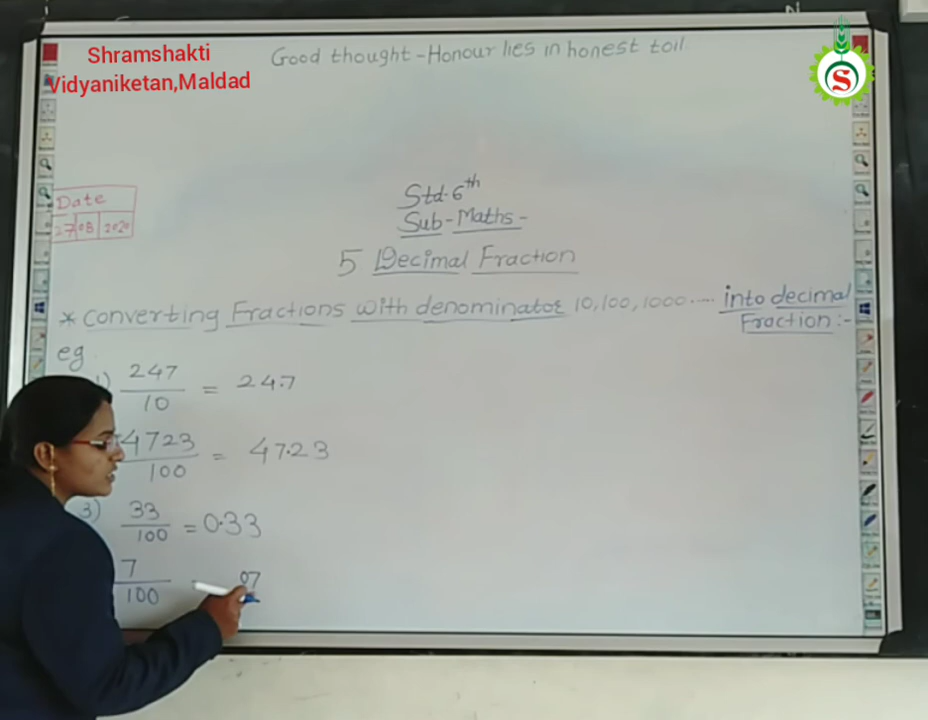 Shramshakti
Vidyaniketan,Maldad
Good thought - Honour lies in honest toil
S
Date
27 08 2020
Std. 6th
Sub - Maths -
5 Decimal Fraction
* Converting Fractions with denominator 10, 100, 1000 .... into decimal
Fraction :-
eg
1) 247/10 = 24.7
4723/100 = 47.23
3) 33/100 = 0.33
7/100 07